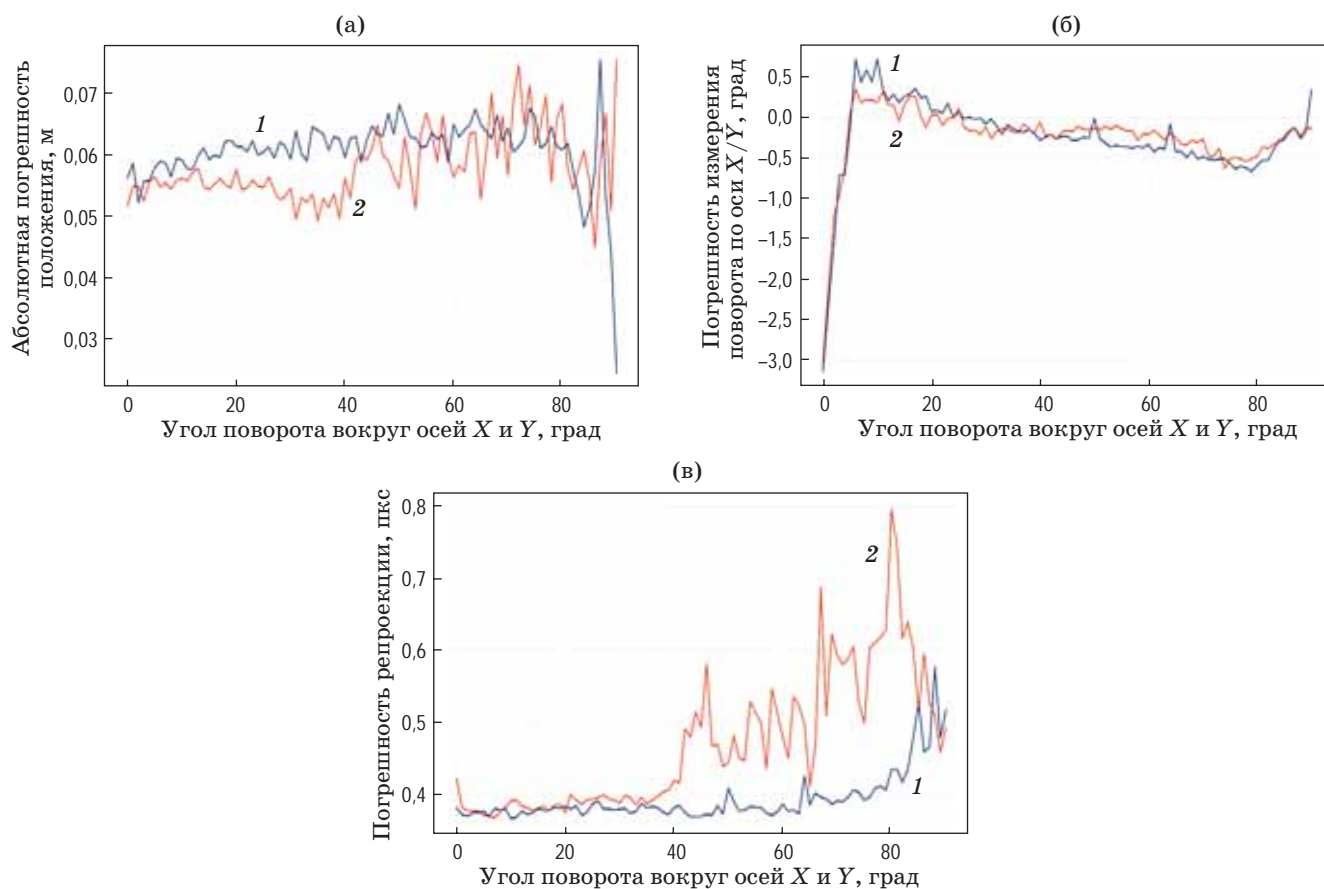 (а)
Абсолютная погрешность
положения, м
0,07
0,06
0,05
0,04
0,03
1
2
0 20 40 60 80
Угол поворота вокруг осей X и Y, град
(б)
Погрешность измерения
поворота по оси X/Y, град
0,5
0,0
–0,5
–1,0
–1,5
–2,0
–2,5
–3,0
1
2
0 20 40 60 80
Угол поворота вокруг осей X и Y, град
(в)
Погрешность репроекции, пкс
0,8
0,7
0,6
0,5
0,4
2
1
0 20 40 60 80
Угол поворота вокруг осей X и Y, град